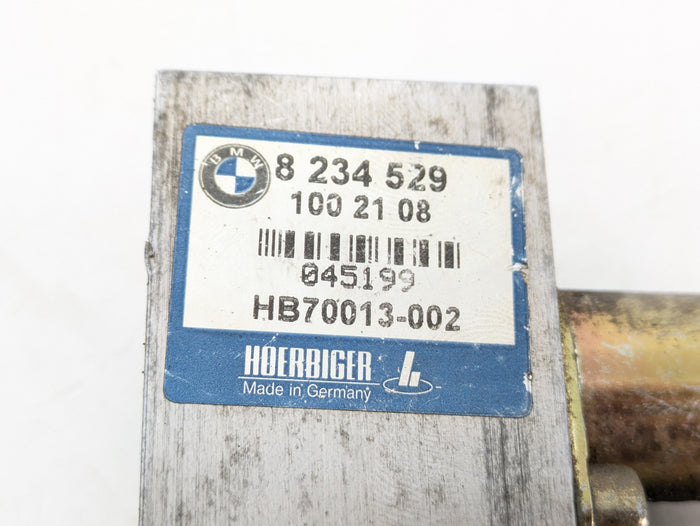 BMW
8 234 529
100 21 08
045199
HB70013-002
HOERBIGER
Made in Germany